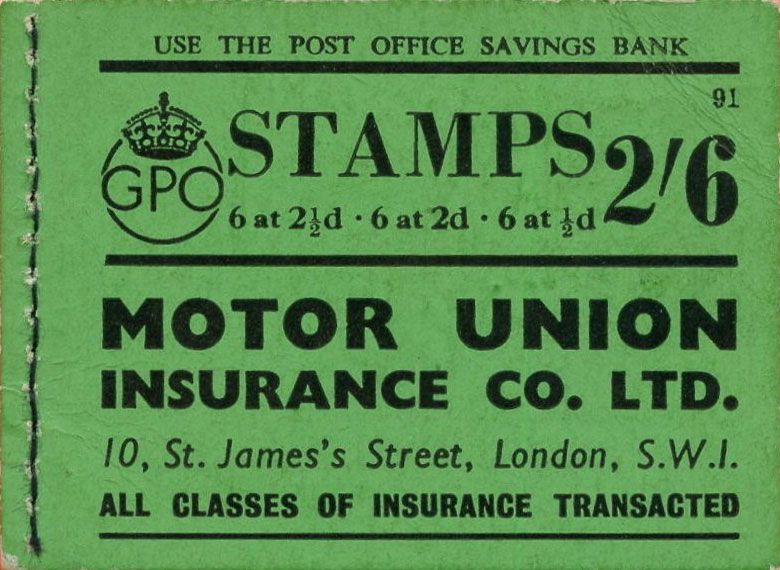 USE THE POST OFFICE SAVINGS BANK
91
GPO STAMPS 2/6
6 at 2½d · 6 at 2d · 6 at ½d
MOTOR UNION
INSURANCE CO. LTD.
10, St. James's Street, London, S.W.1.
ALL CLASSES OF INSURANCE TRANSACTED